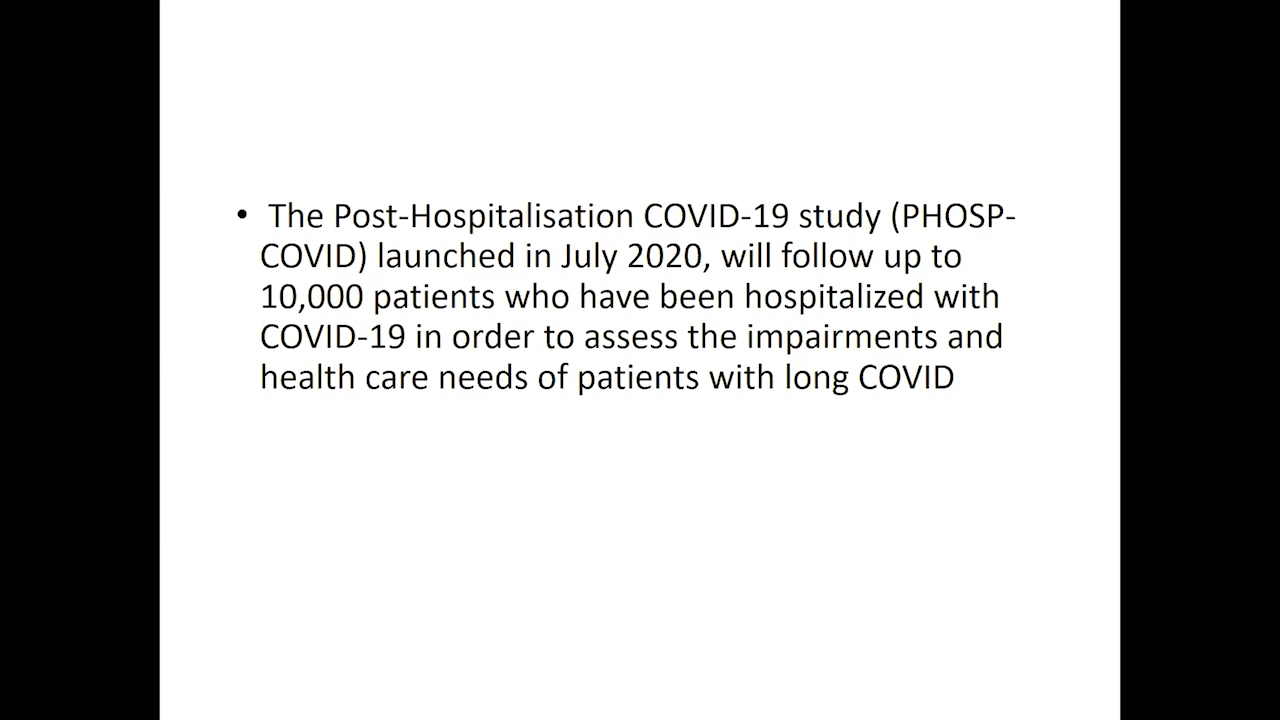 • The Post-Hospitalisation COVID-19 study (PHOSP-
COVID) launched in July 2020, will follow up to
10,000 patients who have been hospitalized with
COVID-19 in order to assess the impairments and
health care needs of patients with long COVID